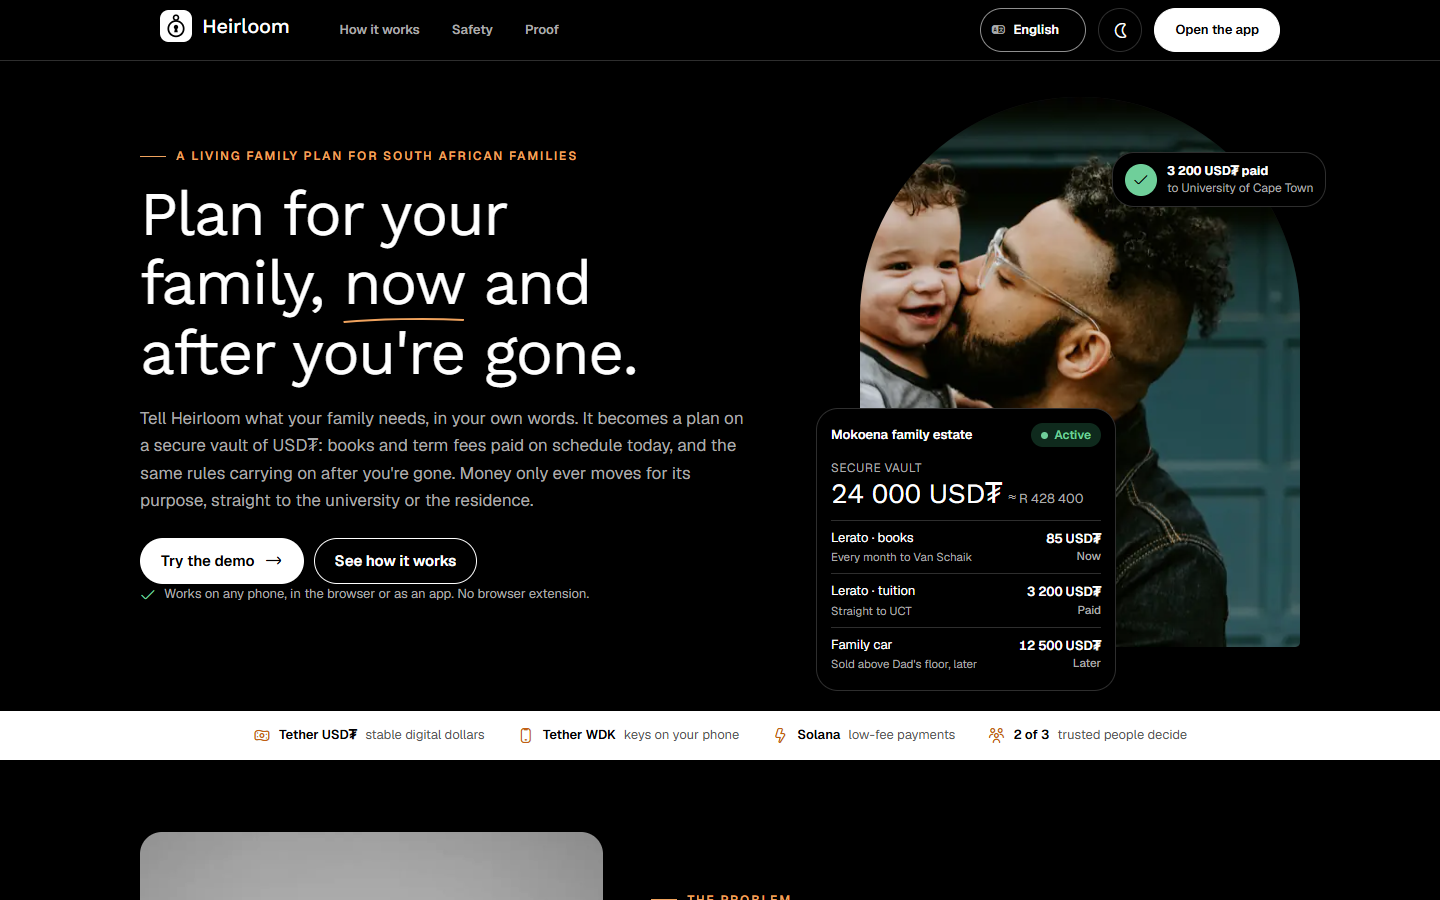 Heirloom
How it works
Safety
Proof
English
Open the app
A LIVING FAMILY PLAN FOR SOUTH AFRICAN FAMILIES
Plan for your
family, now and
after you're gone.
Tell Heirloom what your family needs, in your own words. It becomes a plan on
a secure vault of USD₮: books and term fees paid on schedule today, and the
same rules carrying on after you're gone. Money only ever moves for its
purpose, straight to the university or the residence.
Try the demo →
See how it works
Works on any phone, in the browser or as an app. No browser extension.
3 200 USD₮ paid
to University of Cape Town
Mokoena family estate
Active
SECURE VAULT
24 000 USD₮ ≈ R 428 400
Lerato · books 85 USD₮
Every month to Van Schaik Now
Lerato · tuition 3 200 USD₮
Straight to UCT Paid
Family car 12 500 USD₮
Sold above Dad's floor, later Later
Tether USD₮ stable digital dollars
Tether WDK keys on your phone
Solana low-fee payments
2 of 3 trusted people decide
THE PROBLEM